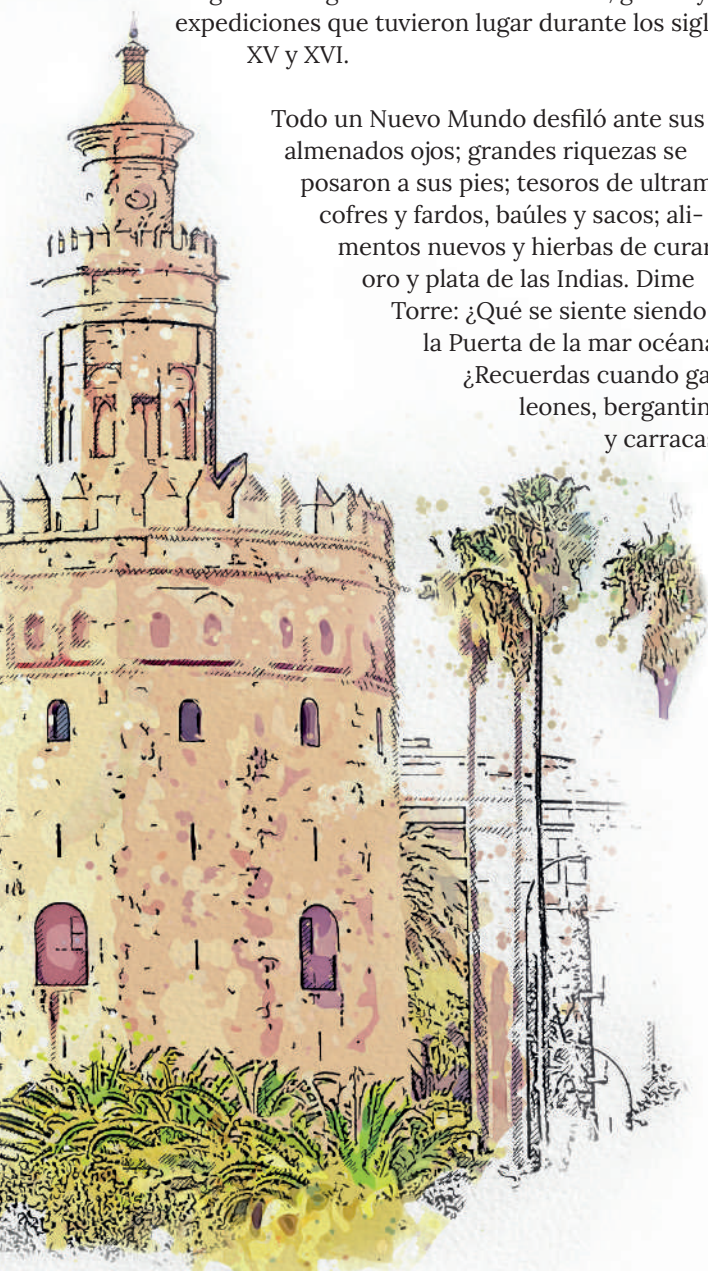 expediciones que tuvieron lugar durante los sigl
XV y XVI.
Todo un Nuevo Mundo desfiló ante sus
almenados ojos; grandes riquezas se
posaron a sus pies; tesoros de ultram
cofres y fardos, baúles y sacos; ali-
mentos nuevos y hierbas de curar
oro y plata de las Indias. Dime
Torre: ¿Qué se siente siendo
la Puerta de la mar océana
¿Recuerdas cuando ga
leones, bergantin
y carracas